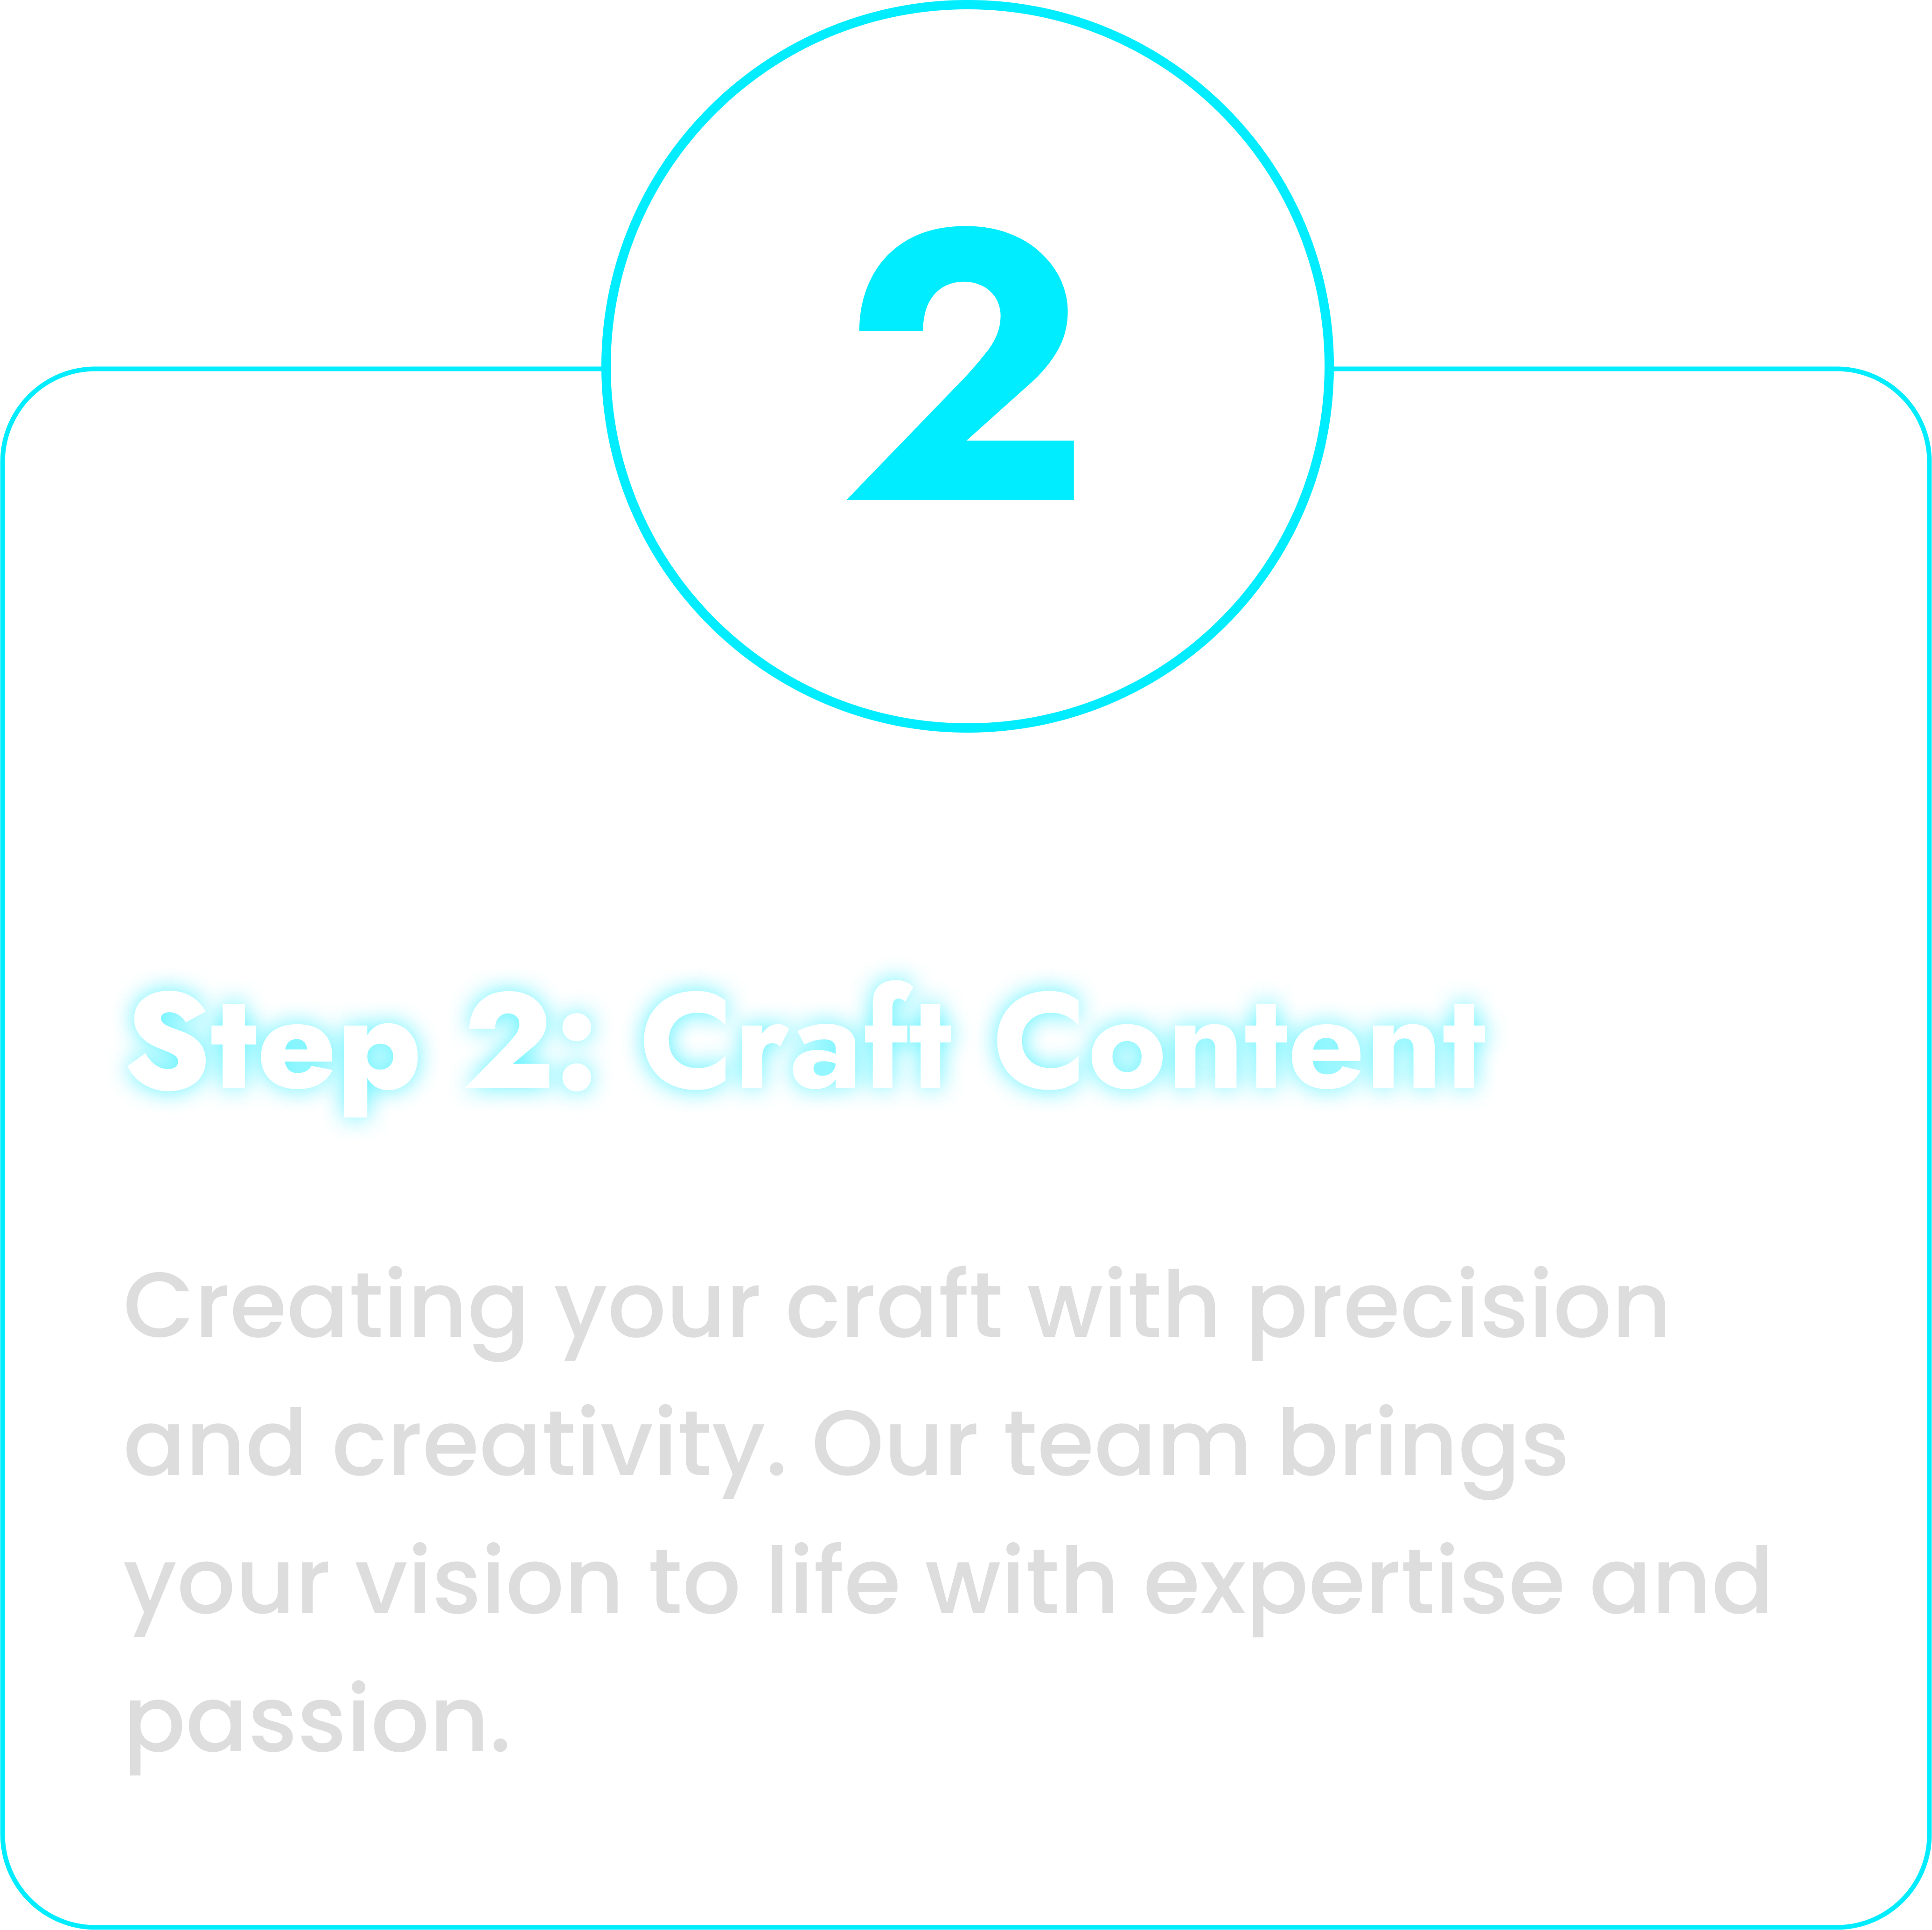 2
Step 2: Craft Content
Creating your craft with precision
and creativity. Our team brings
your vision to life with expertise and
passion.